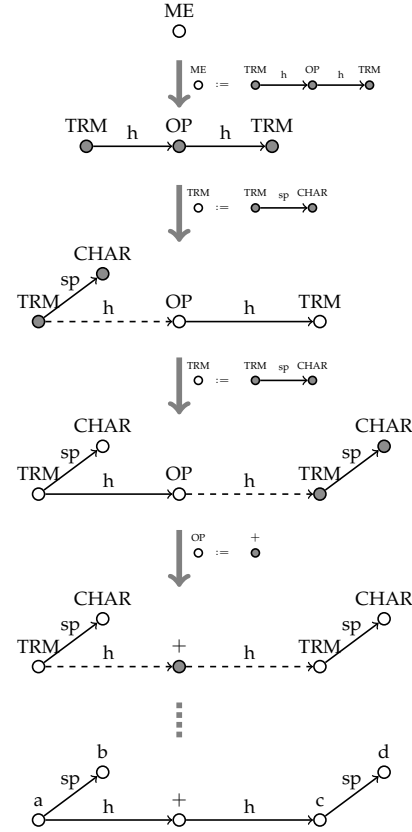 ME
ME := TRM h OP h TRM
TRM h OP h TRM
TRM := TRM sp CHAR
CHAR
sp
TRM h OP h TRM
TRM := TRM sp CHAR
CHAR CHAR
sp sp
TRM h OP h TRM
OP := +
CHAR CHAR
sp sp
TRM h + h TRM
b d
sp sp
a h + h c